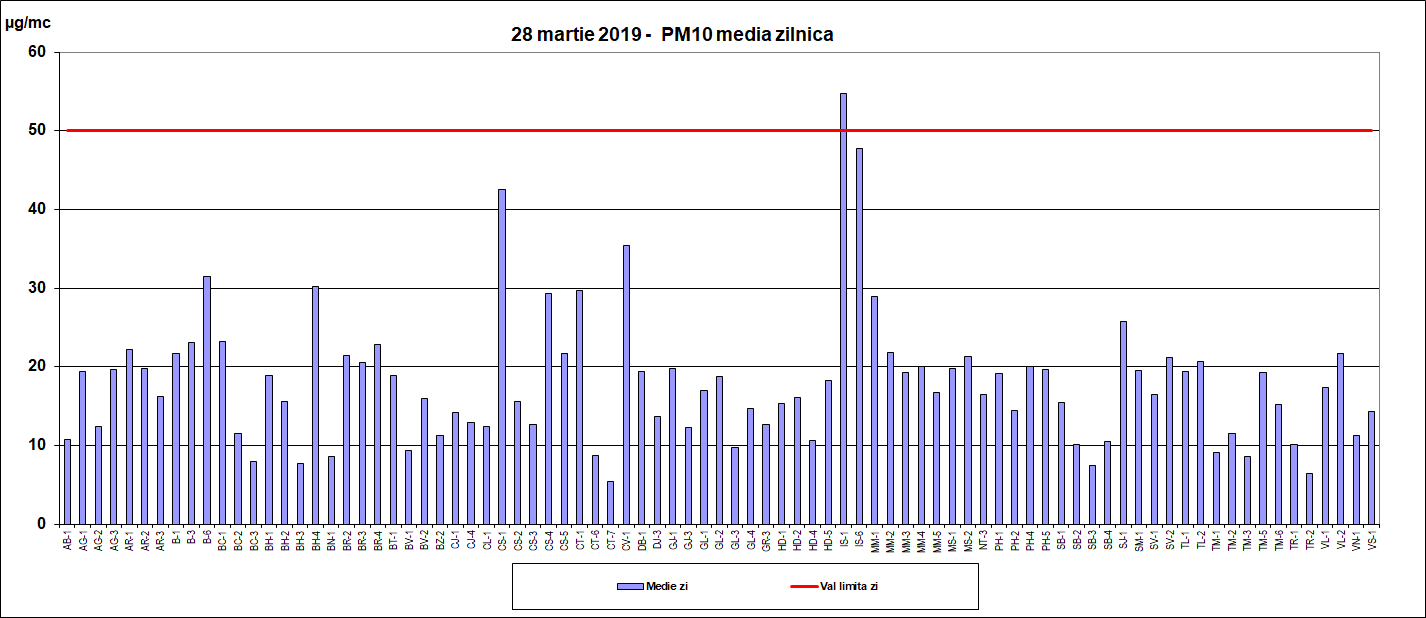 µg/mc
28 martie 2019 - PM10 media zilnica
60
50
40
30
20
10
0
AB-1 AG-1 AG-2 AG-3 AR-1 AR-2 AR-3 B-1 B-3 B-6 BC-1 BC-2 BC-3 BH-1 BH-2 BH-3 BH-4 BN-1 BR-2 BR-3 BR-4 BT-1 BV-1 BV-2 BZ-2 CJ-1 CJ-4 CL-1 CS-1 CS-2 CS-3 CS-4 CS-5 CT-1 CT-6 CT-7 CV-1 DB-1 DJ-3 GJ-1 GJ-3 GL-1 GL-2 GL-3 GL-4 GR-3 HD-1 HD-2 HD-4 HD-5 IS-1 IS-6 MM-1 MM-2 MM-3 MM-4 MM-5 MS-1 MS-2 NT-3 PH-1 PH-2 PH-4 PH-5 SB-1 SB-2 SB-3 SB-4 SJ-1 SM-1 SV-1 SV-2 TL-1 TL-2 TM-1 TM-2 TM-3 TM-5 TM-6 TR-1 TR-2 VL-1 VL-2 VN-1 VS-1
Medie zi Val limita zi